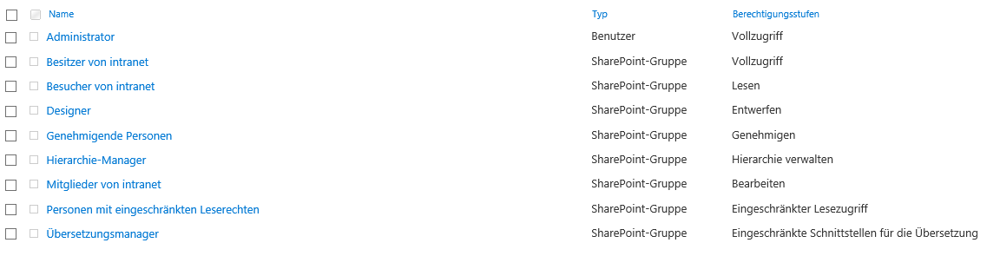 Name Typ Berechtigungsstufen
Administrator Benutzer Vollzugriff
Besitzer von intranet SharePoint-Gruppe Vollzugriff
Besucher von intranet SharePoint-Gruppe Lesen
Designer SharePoint-Gruppe Entwerfen
Genehmigende Personen SharePoint-Gruppe Genehmigen
Hierarchie-Manager SharePoint-Gruppe Hierarchie verwalten
Mitglieder von intranet SharePoint-Gruppe Bearbeiten
Personen mit eingeschränkten Leserechten SharePoint-Gruppe Eingeschränkter Lesezugriff
Übersetzungsmanager SharePoint-Gruppe Eingeschränkte Schnittstellen für die Übersetzung